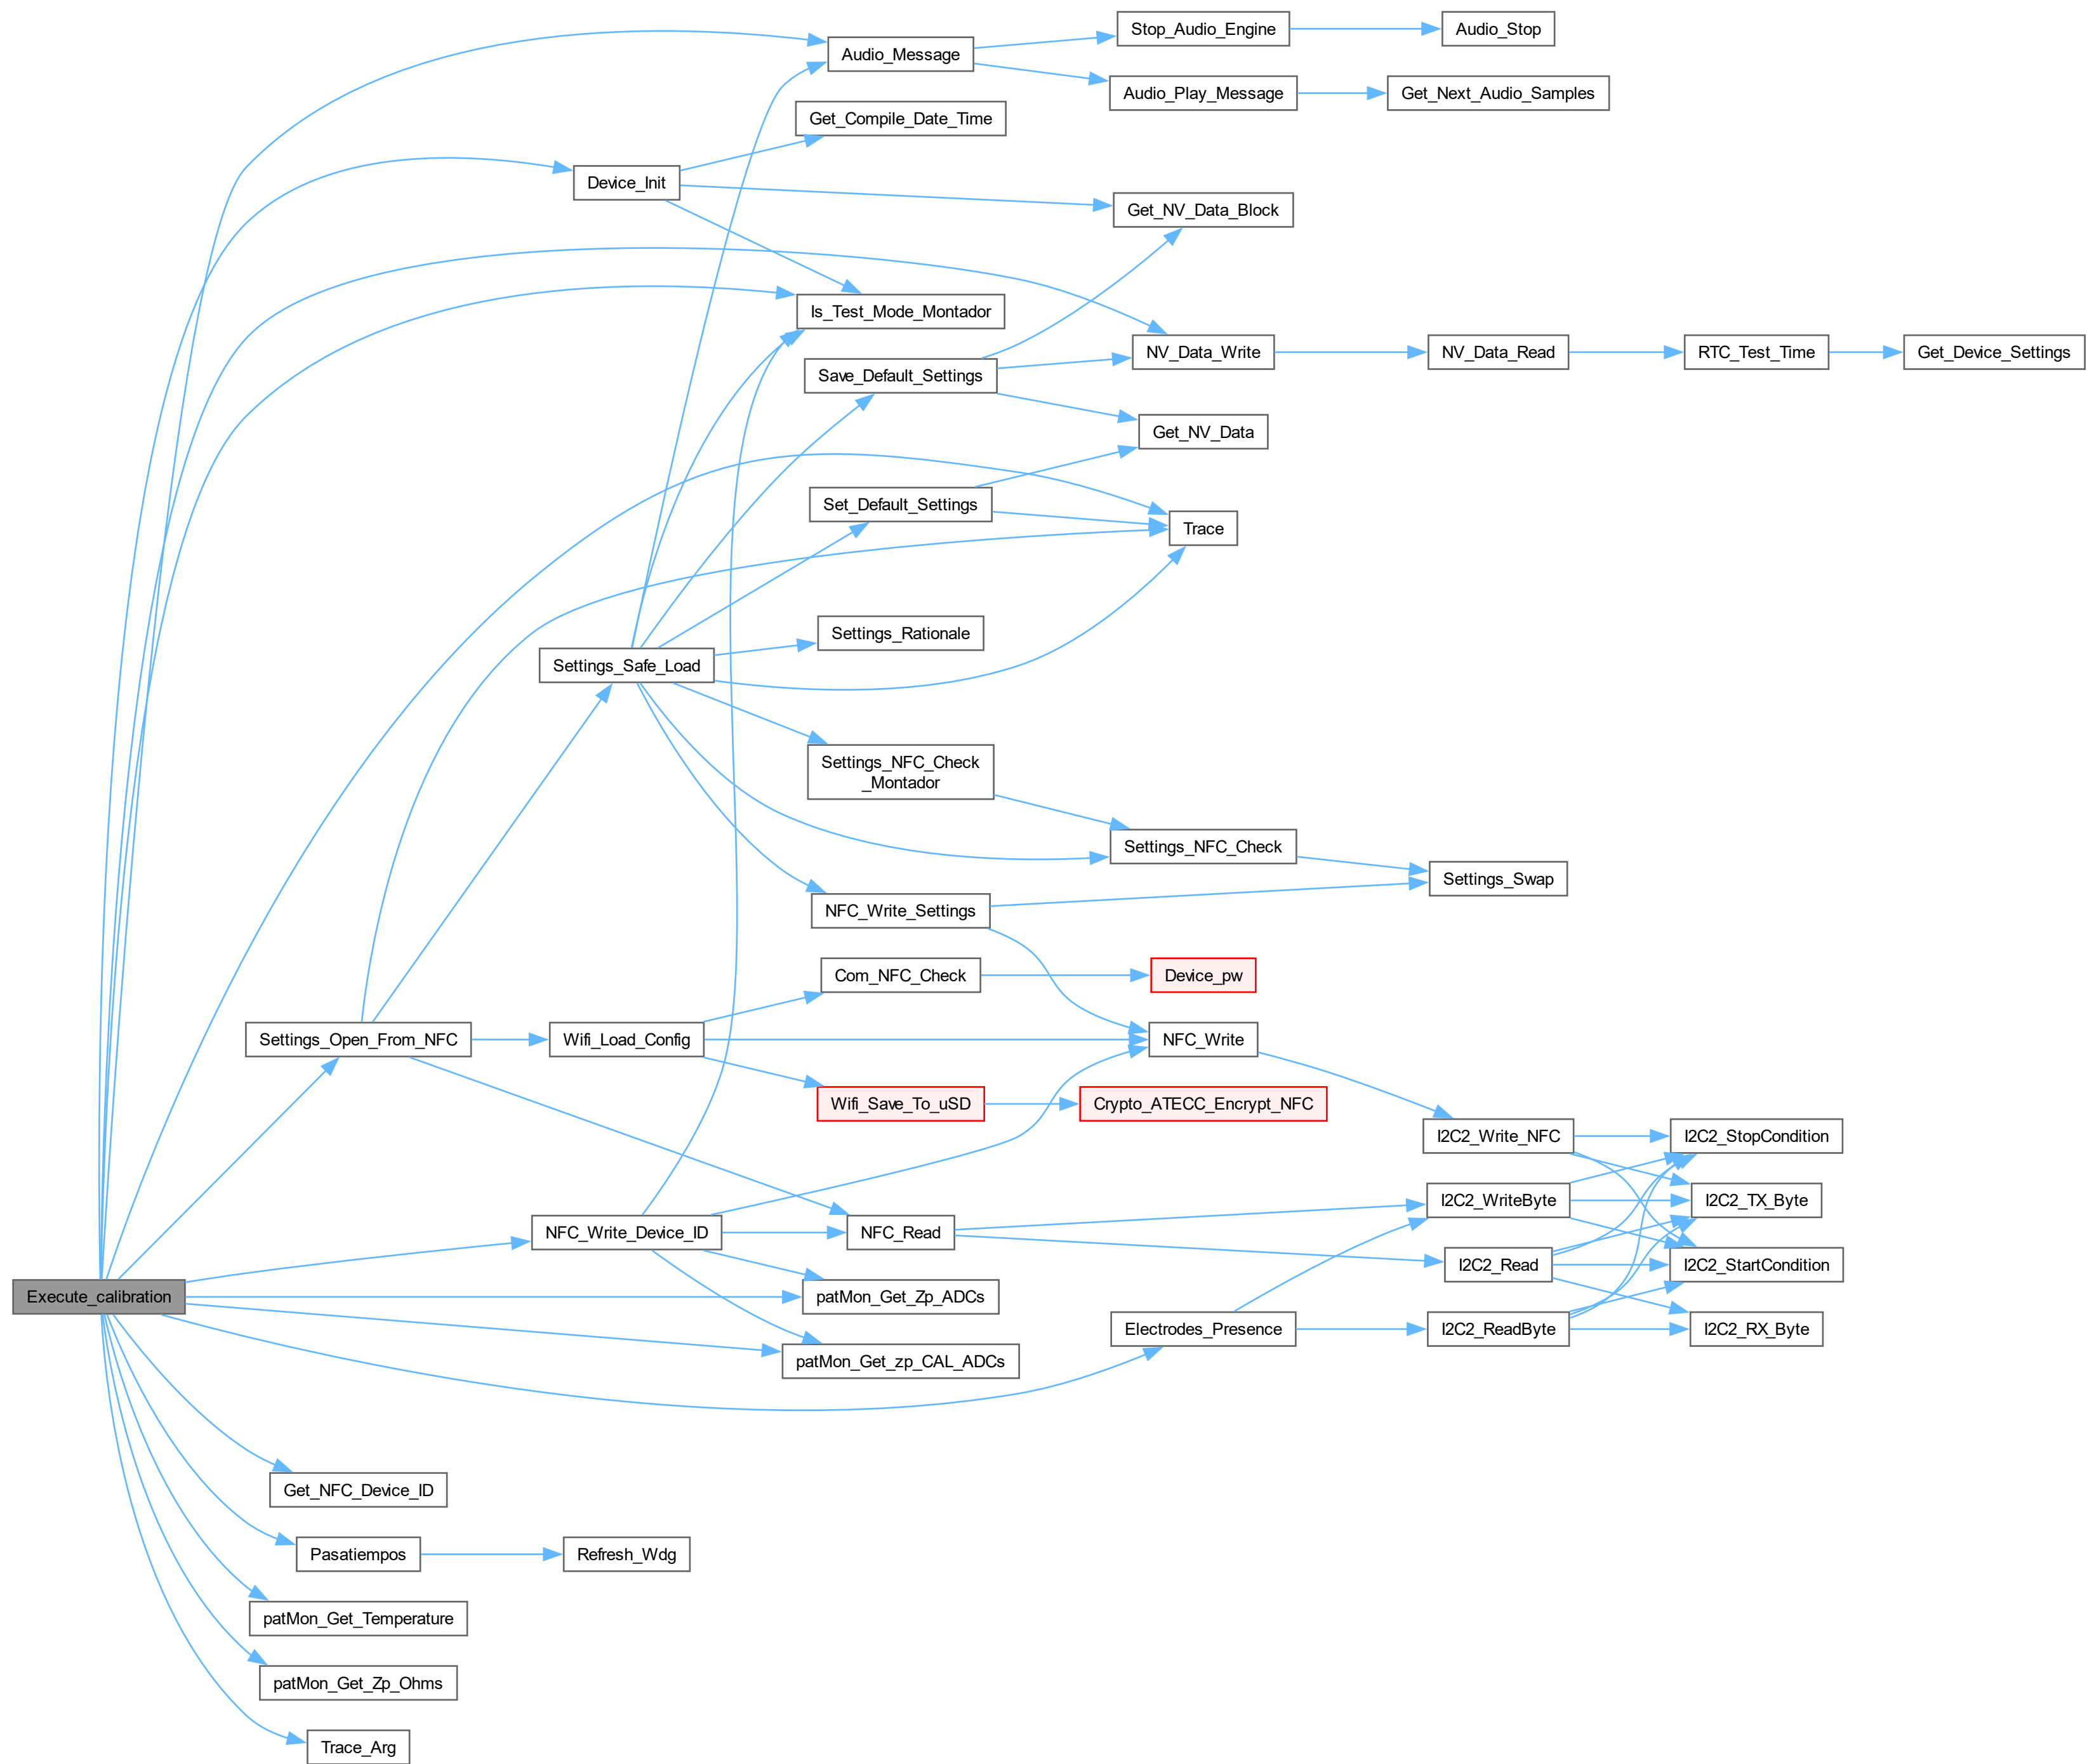 Stop_Audio_Engine
Audio_Stop
Audio_Message
Audio_Play_Message
Get_Next_Audio_Samples
Get_Compile_Date_Time
Device_Init
Get_NV_Data_Block
Is_Test_Mode_Montador
NV_Data_Write
NV_Data_Read
RTC_Test_Time
Get_Device_Settings
Save_Default_Settings
Get_NV_Data
Set_Default_Settings
Trace
Settings_Rationale
Settings_Safe_Load
Settings_NFC_Check
_Montador
Settings_NFC_Check
Settings_Swap
NFC_Write_Settings
Com_NFC_Check
Device_pw
Settings_Open_From_NFC
Wifi_Load_Config
NFC_Write
Wifi_Save_To_uSD
Crypto_ATECC_Encrypt_NFC
I2C2_Write_NFC
I2C2_StopCondition
I2C2_WriteByte
I2C2_TX_Byte
NFC_Write_Device_ID
NFC_Read
I2C2_Read
I2C2_StartCondition
Execute_calibration
patMon_Get_Zp_ADCs
Electrodes_Presence
I2C2_ReadByte
I2C2_RX_Byte
patMon_Get_zp_CAL_ADCs
Get_NFC_Device_ID
Pasatiempos
Refresh_Wdg
patMon_Get_Temperature
patMon_Get_Zp_Ohms
Trace_Arg